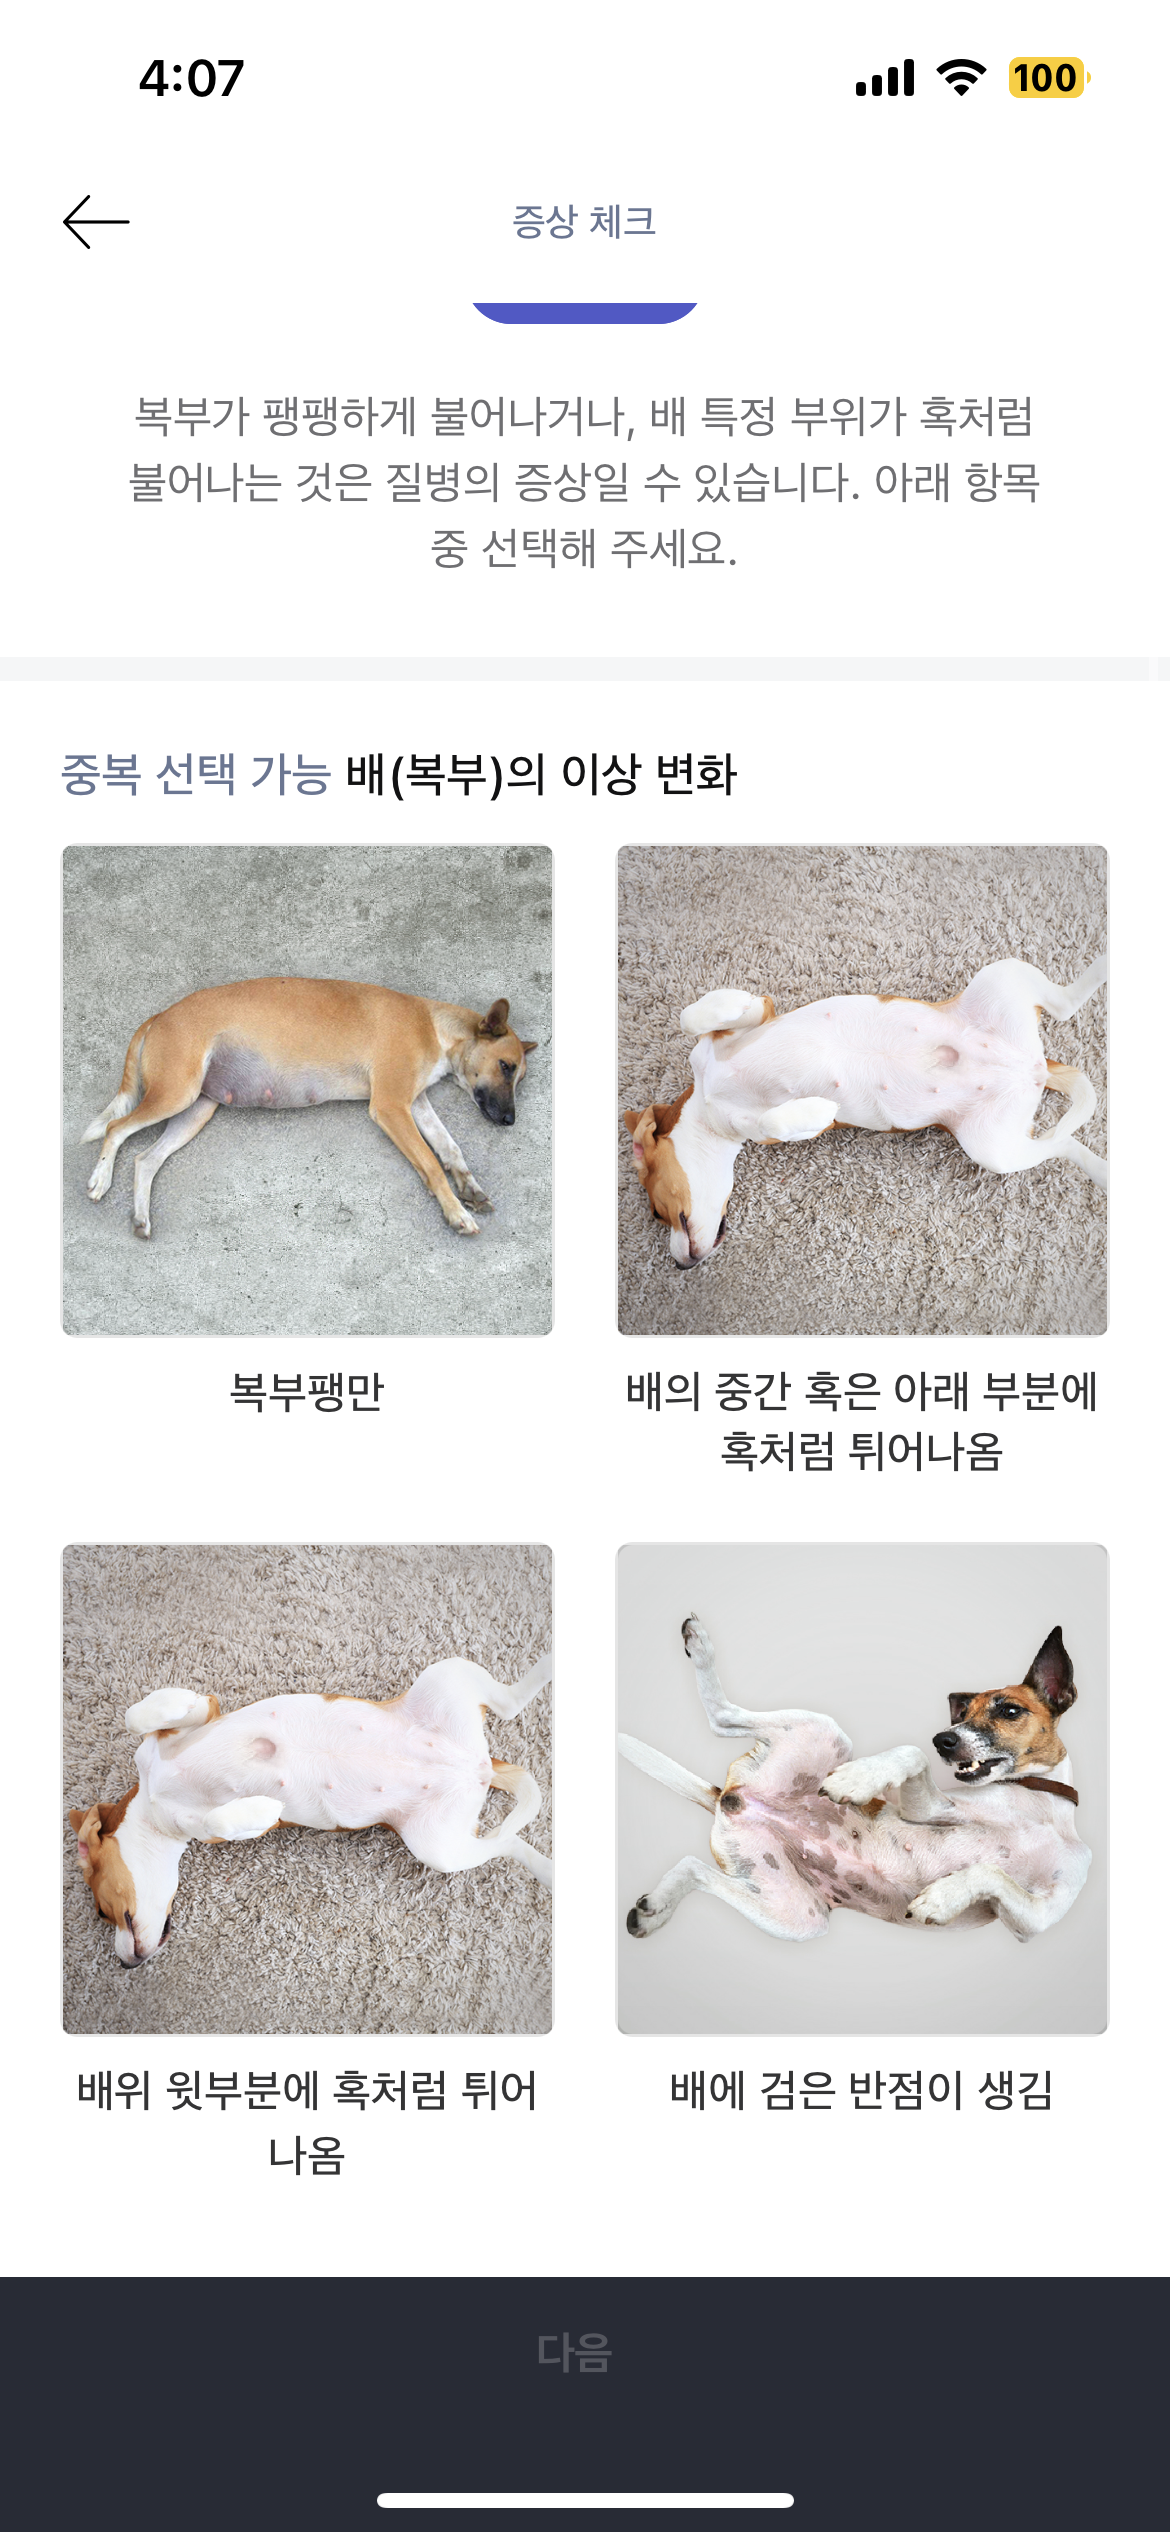 4:07
100
증상 체크
복부가 팽팽하게 불어나거나, 배 특정 부위가 혹처럼
불어나는 것은 질병의 증상일 수 있습니다. 아래 항목
중 선택해 주세요.
중복 선택 가능 배(복부)의 이상 변화
복부팽만
배의 중간 혹은 아래 부분에
혹처럼 튀어나옴
배위 윗부분에 혹처럼 튀어
나옴
배에 검은 반점이 생김
다음